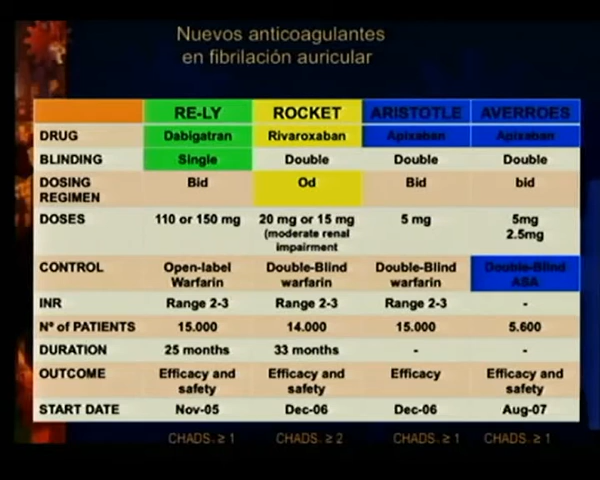 Nuevos anticoagulantes
en fibrilación auricular
RE-LY ROCKET ARISTOTLE AVERROES
DRUG Dabigatran Rivaroxaban Apixaban Apixaban
BLINDING Single Double Double Double
DOSING REGIMEN Bid Od Bid bid
DOSES 110 or 150 mg 20 mg or 15 mg (moderate renal impairment 5 mg 5mg 2.5mg
CONTROL Open-label Warfarin Double-Blind warfarin Double-Blind warfarin Double-Blind ASA
INR Range 2-3 Range 2-3 Range 2-3 -
Nº of PATIENTS 15.000 14.000 15.000 5.600
DURATION 25 months 33 months - -
OUTCOME Efficacy and safety Efficacy and safety Efficacy Efficacy and safety
START DATE Nov-05 Dec-06 Dec-06 Aug-07
CHADS₂ ≥ 1 CHADS₂ ≥ 2 CHADS₂ ≥ 1 CHADS₂ ≥ 1